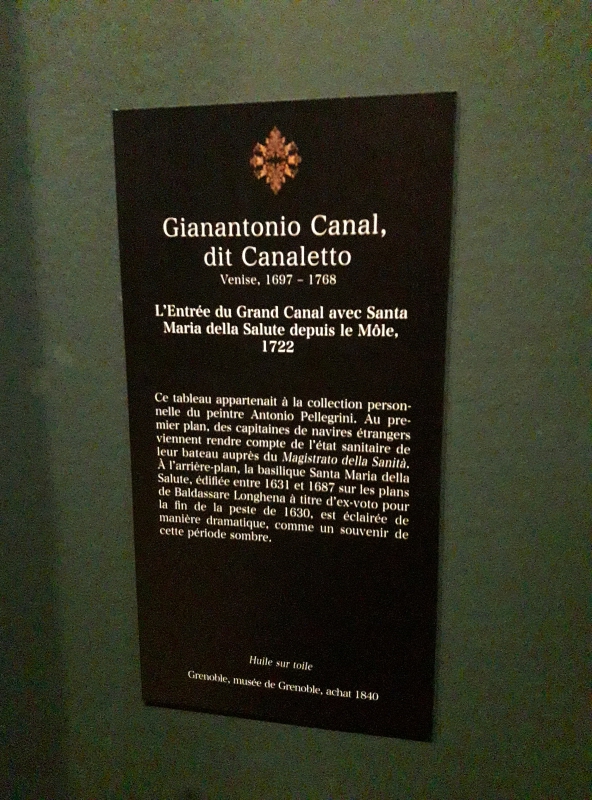 Gianantonio Canal,
dit Canaletto
Venise, 1697 – 1768
L'Entrée du Grand Canal avec Santa
Maria della Salute depuis le Môle,
1722
Ce tableau appartenait à la collection person-
nelle du peintre Antonio Pellegrini. Au pre-
mier plan, des capitaines de navires étrangers
viennent rendre compte de l'état sanitaire de
leur bateau auprès du Magistrato della Sanità.
À l'arrière-plan, la basilique Santa Maria della
Salute, édifiée entre 1631 et 1687 sur les plans
de Baldassare Longhena à titre d'ex-voto pour
la fin de la peste de 1630, est éclairée de
manière dramatique, comme un souvenir de
cette période sombre.
Huile sur toile
Grenoble, musée de Grenoble, achat 1840